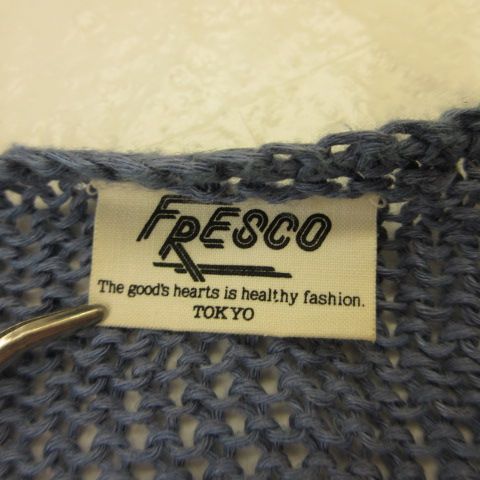 FRESCO
The good's hearts is healthy fashion.
TOKYO